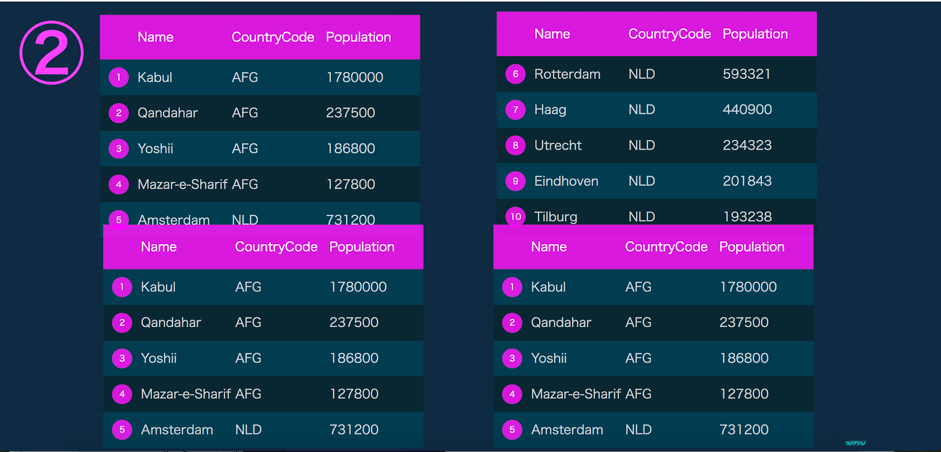 ②
Name CountryCode Population
1 Kabul AFG 1780000
2 Qandahar AFG 237500
3 Yoshii AFG 186800
4 Mazar-e-Sharif AFG 127800
5 Amsterdam NLD 731200
Name CountryCode Population
6 Rotterdam NLD 593321
7 Haag NLD 440900
8 Utrecht NLD 234323
9 Eindhoven NLD 201843
10 Tilburg NLD 193238
Name CountryCode Population
1 Kabul AFG 1780000
2 Qandahar AFG 237500
3 Yoshii AFG 186800
4 Mazar-e-Sharif AFG 127800
5 Amsterdam NLD 731200
Name CountryCode Population
1 Kabul AFG 1780000
2 Qandahar AFG 237500
3 Yoshii AFG 186800
4 Mazar-e-Sharif AFG 127800
5 Amsterdam NLD 731200